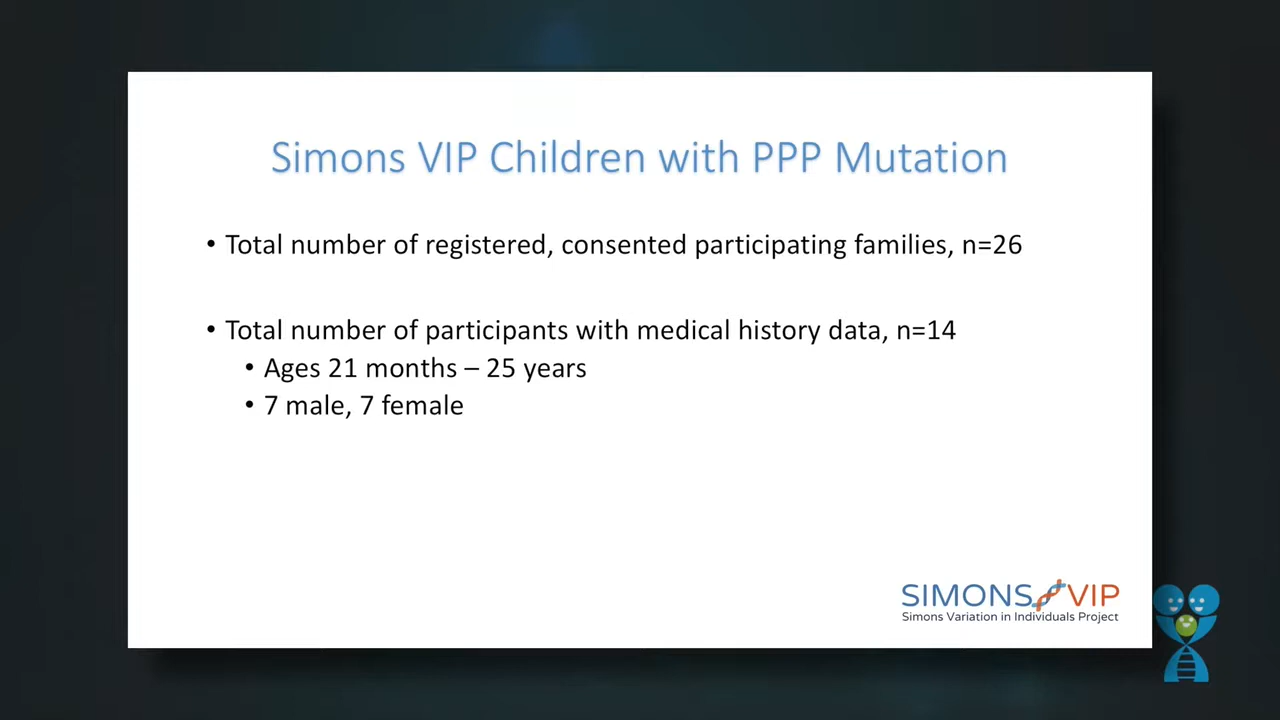 Simons VIP Children with PPP Mutation
• Total number of registered, consented participating families, n=26
• Total number of participants with medical history data, n=14
• Ages 21 months – 25 years
• 7 male, 7 female
SIMONS VIP
Simons Variation in Individuals Project